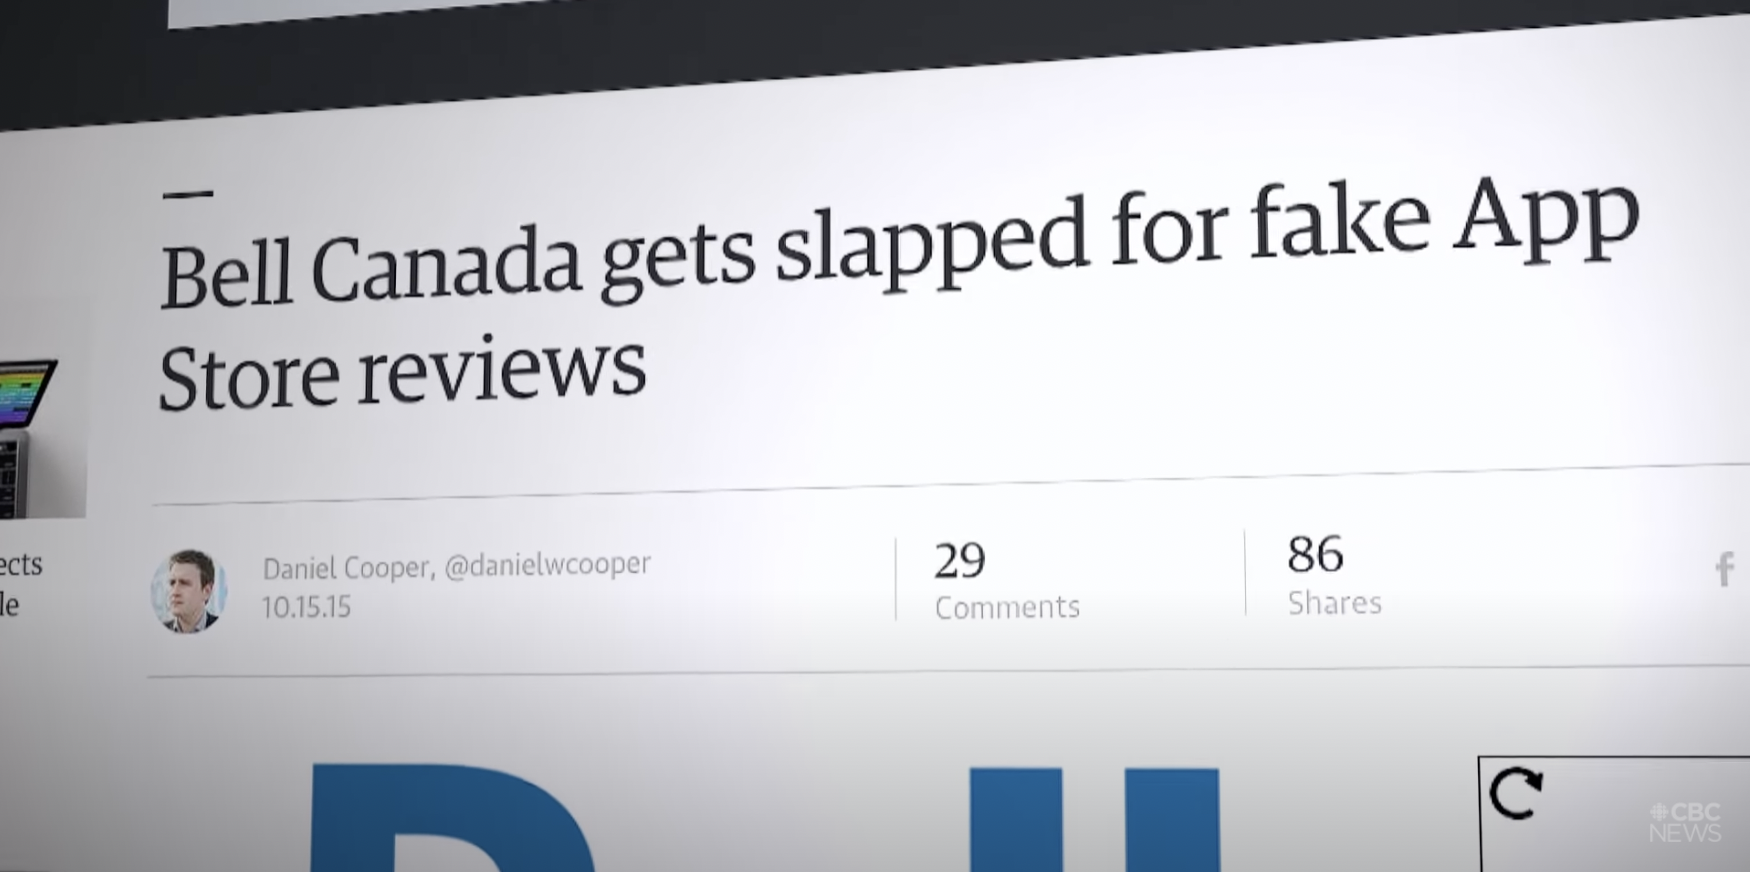 Bell Canada gets slapped for fake App
Store reviews
Daniel Cooper, @danielwcooper
10.15.15
29
Comments
86
Shares
f
ects
le
CBC
NEWS